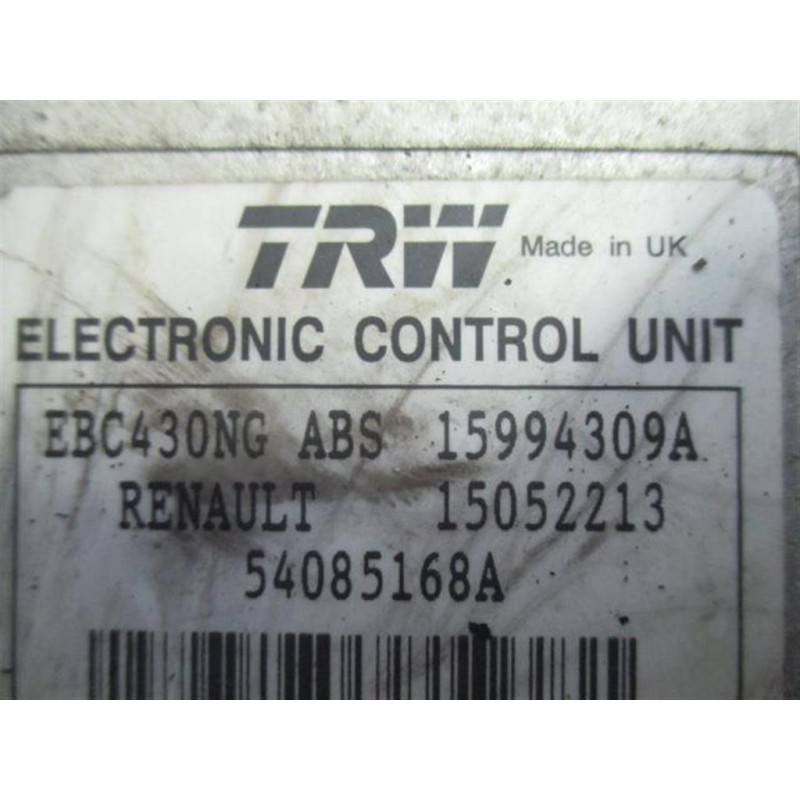 TRW Made in UK
ELECTRONIC CONTROL UNIT
EBC430NG ABS 15994309A
RENAULT 15052213
54085168A